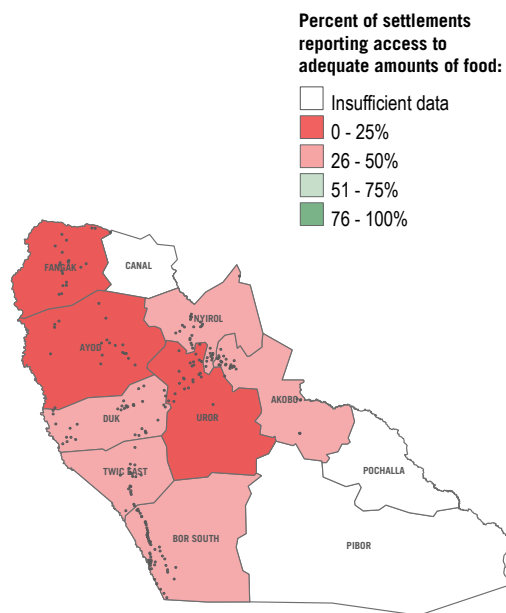 Percent of settlements
reporting access to
adequate amounts of food:
Insufficient data
0 - 25%
26 - 50%
51 - 75%
76 - 100%
FANGAK
CANAL
NYIROL
AYOD
AKOBO
DUK
UROR
TWIC EAST
POCHALLA
BOR SOUTH
PIBOR